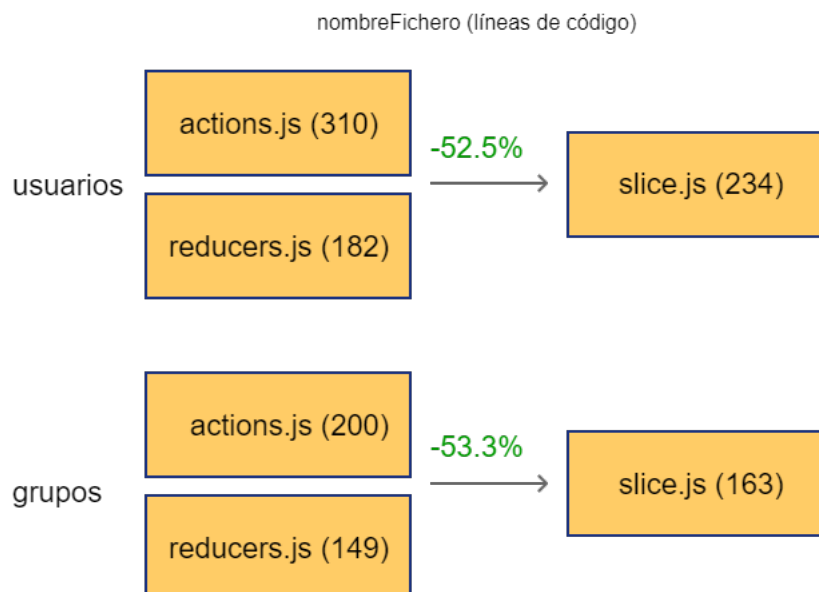 nombreFichero (líneas de código)
actions.js (310)
-52.5%
slice.js (234)
usuarios
reducers.js (182)
actions.js (200)
-53.3%
slice.js (163)
grupos
reducers.js (149)